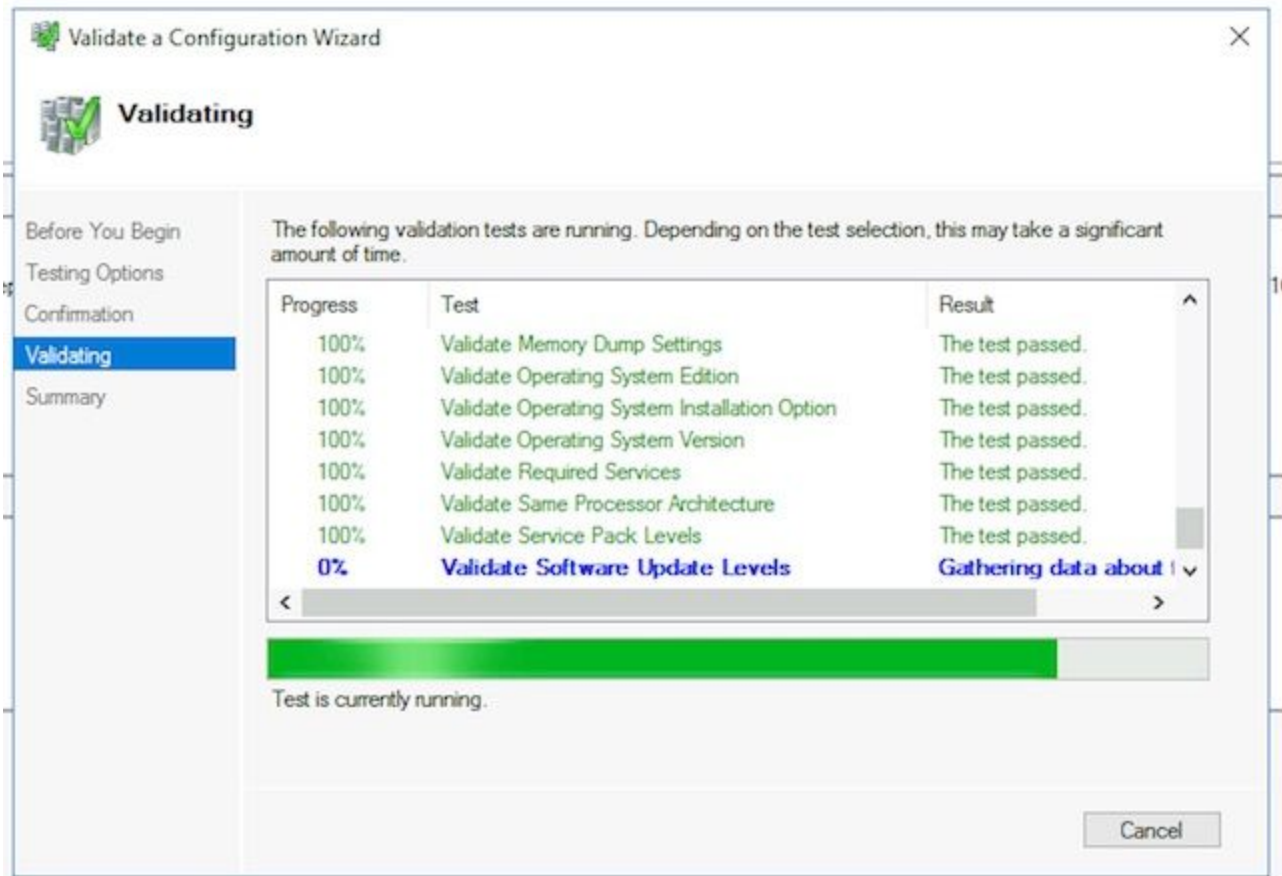 Validate a Configuration Wizard
Validating
Before You Begin
Testing Options
Confirmation
Validating
Summary
The following validation tests are running. Depending on the test selection, this may take a significant
amount of time.
Progress Test Result
100% Validate Memory Dump Settings The test passed.
100% Validate Operating System Edition The test passed.
100% Validate Operating System Installation Option The test passed.
100% Validate Operating System Version The test passed.
100% Validate Required Services The test passed.
100% Validate Same Processor Architecture The test passed.
100% Validate Service Pack Levels The test passed.
0% Validate Software Update Levels Gathering data about
Test is currently running.
Cancel